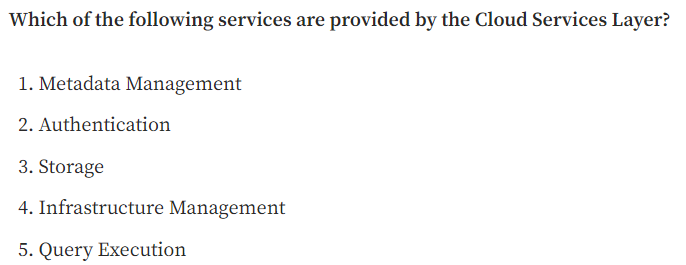 Which of the following services are provided by the Cloud Services Layer?
1. Metadata Management
2. Authentication
3. Storage
4. Infrastructure Management
5. Query Execution